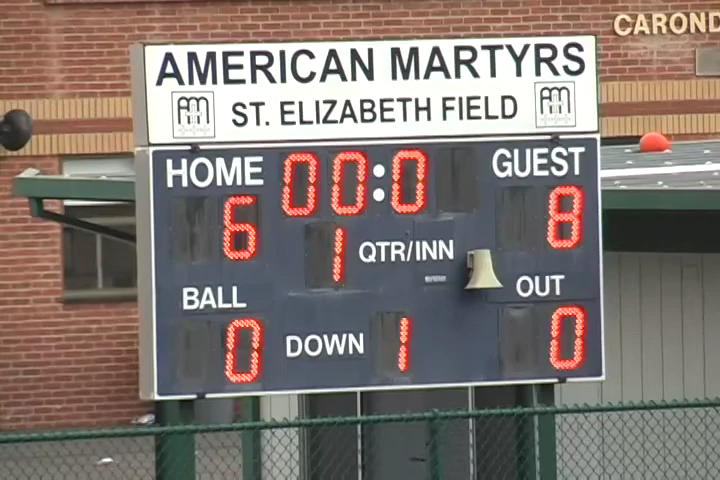 CAROND
AMERICAN MARTYRS
ST. ELIZABETH FIELD
HOME 00:0 GUEST
6 8
1 QTR/INN
BALL OUT
0 DOWN 1 0